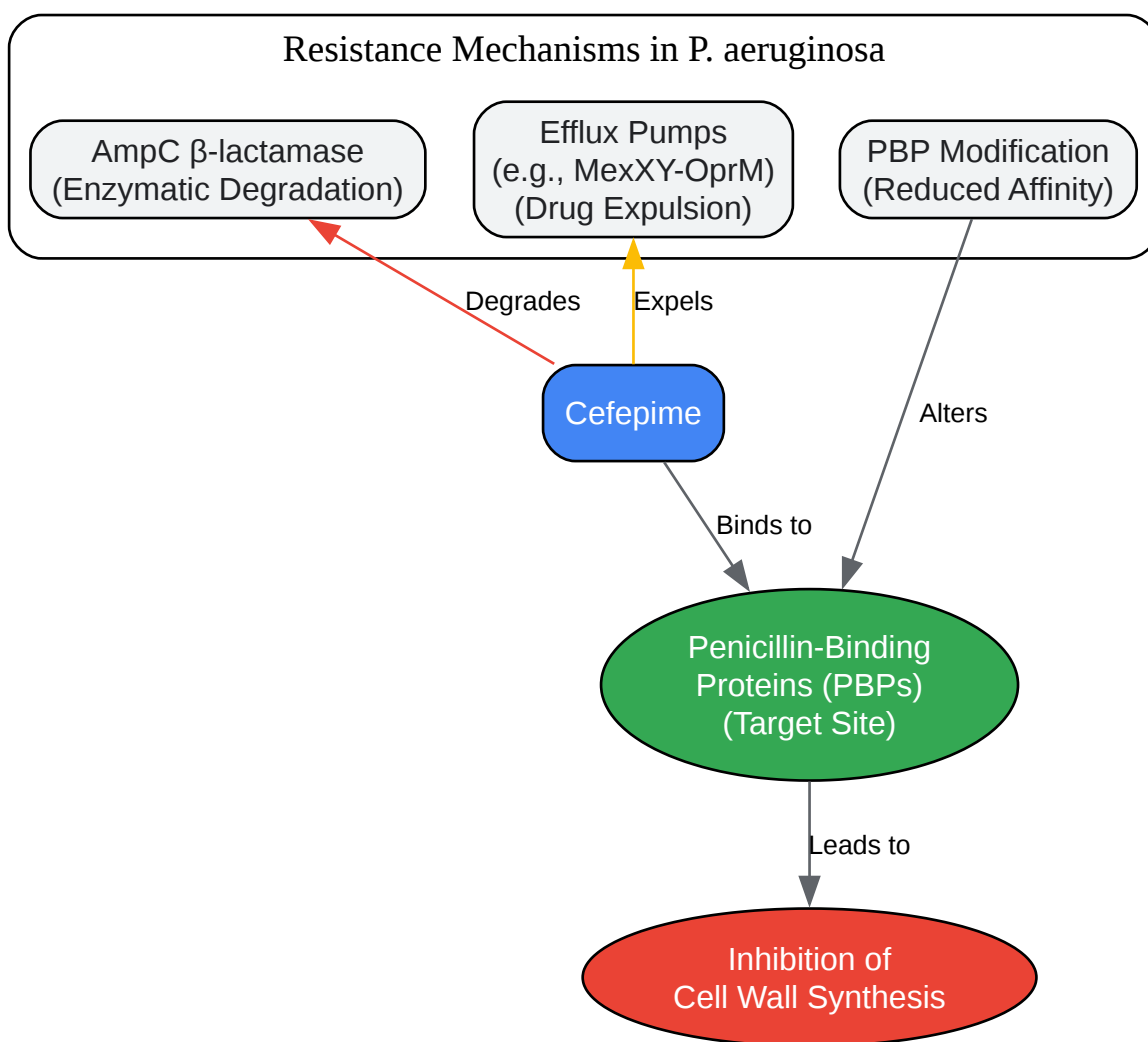 Resistance Mechanisms in P. aeruginosa
AmpC β-lactamase
(Enzymatic Degradation)
Efflux Pumps
(e.g., MexXY-OprM)
(Drug Expulsion)
PBP Modification
(Reduced Affinity)
Degrades
Expels
Cefepime
Alters
Binds to
Penicillin-Binding
Proteins (PBPs)
(Target Site)
Leads to
Inhibition of
Cell Wall Synthesis